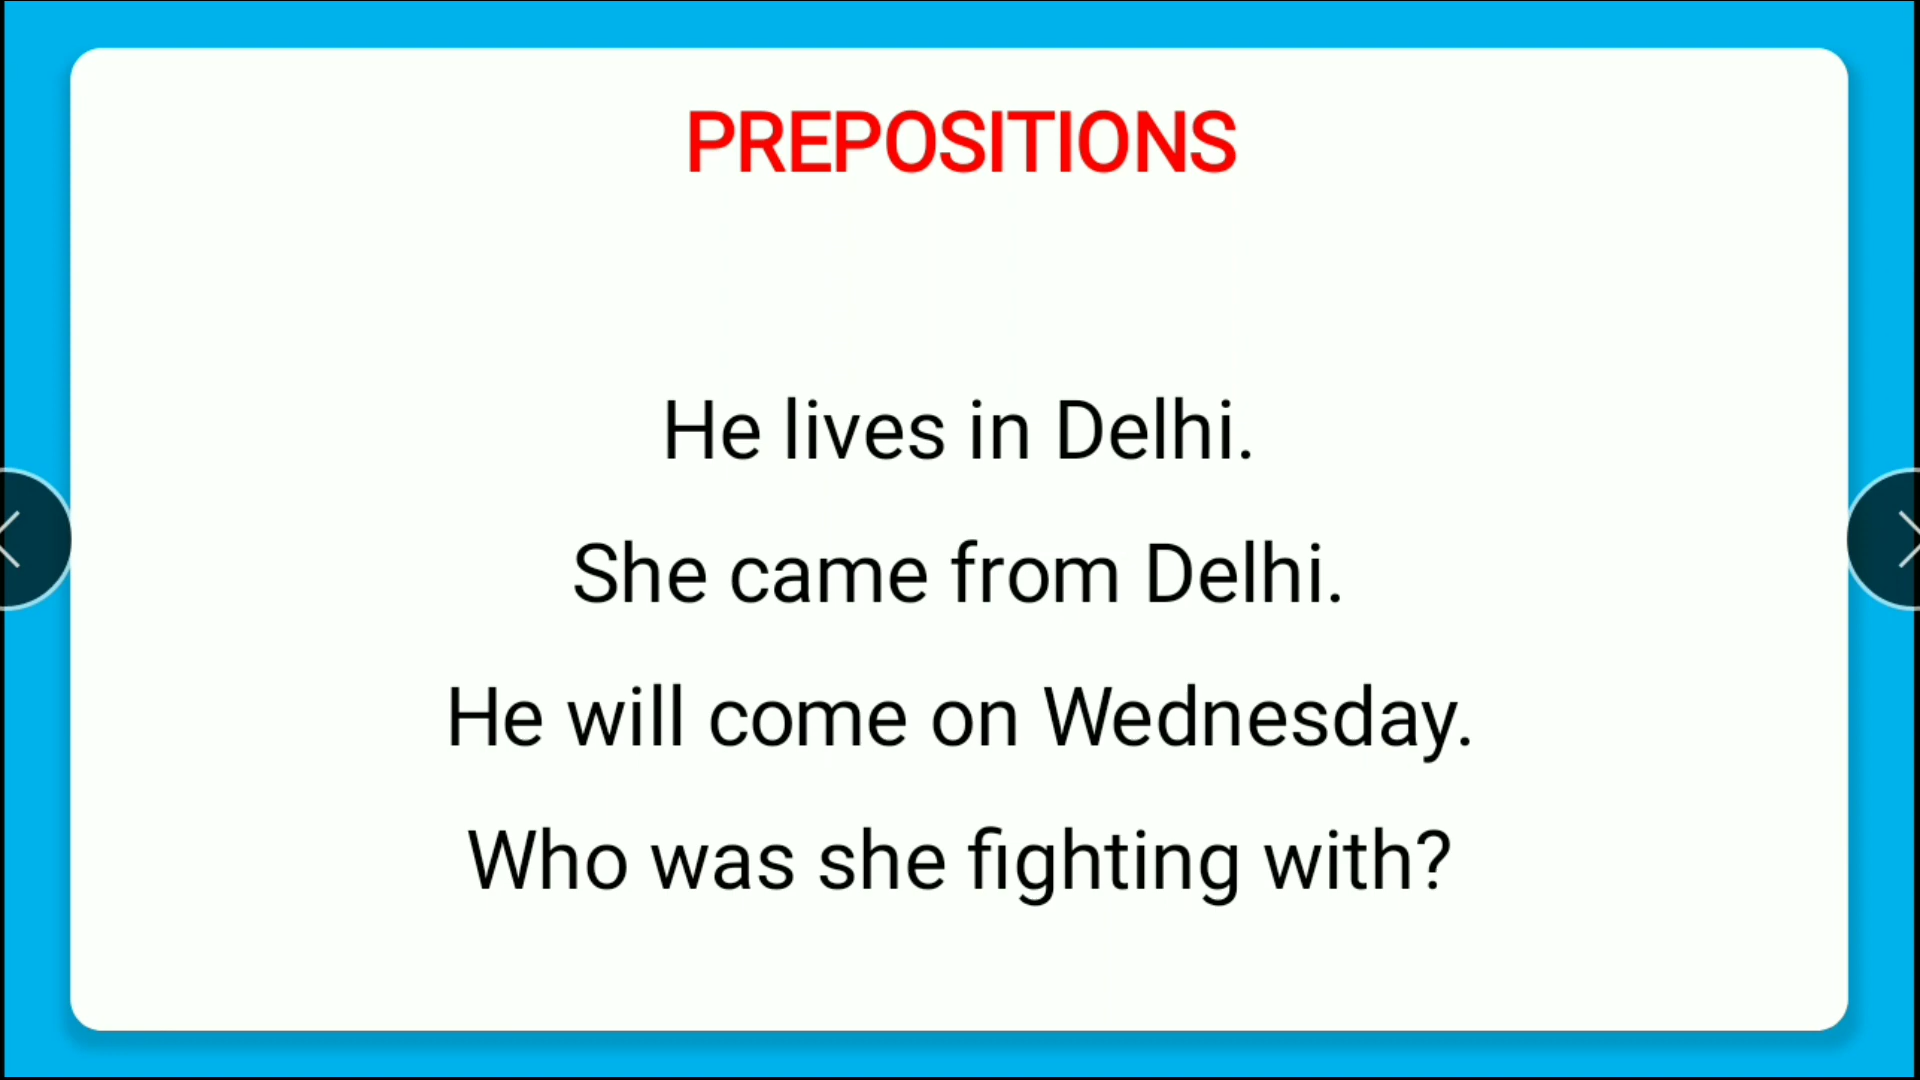 PREPOSITIONS
He lives in Delhi.
She came from Delhi.
He will come on Wednesday.
Who was she fighting with?